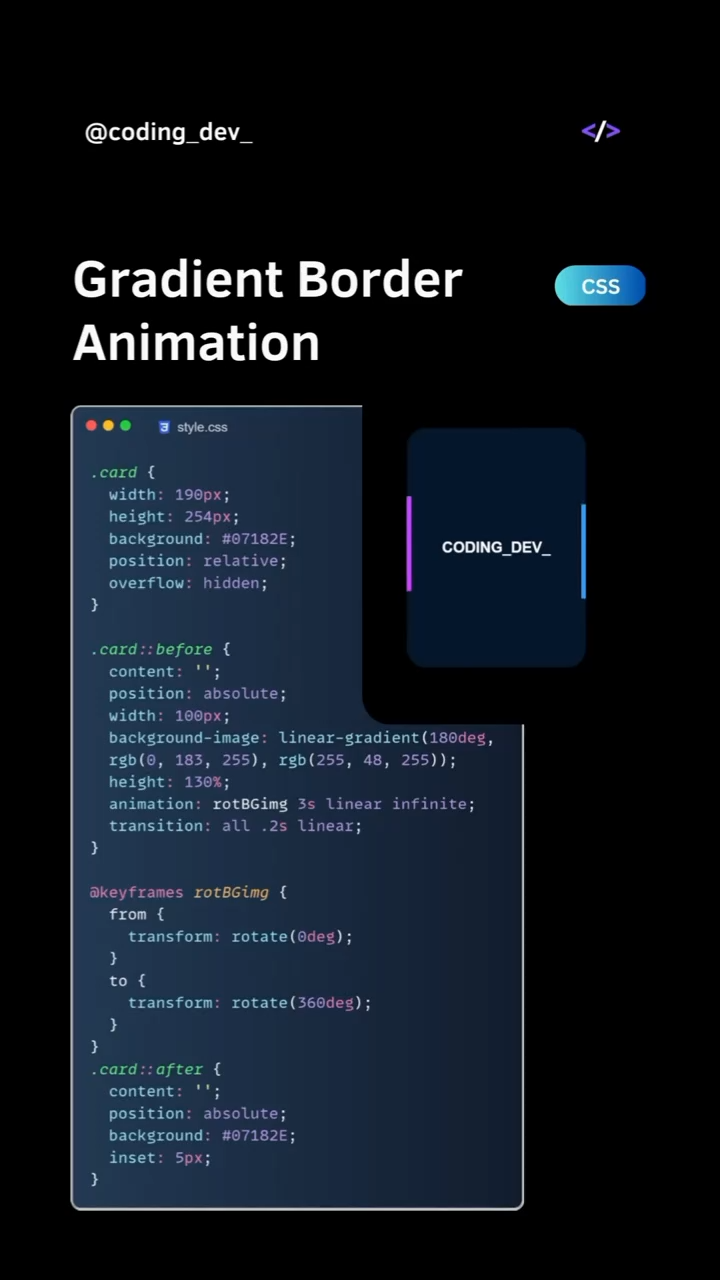 @coding_dev_
</>
Gradient Border
Animation
CSS
style.css
.card {
  width: 190px;
  height: 254px;
  background: #07182E;
  position: relative;
  overflow: hidden;
}
.card::before {
  content: '';
  position: absolute;
  width: 100px;
  background-image: linear-gradient(180deg,
  rgb(0, 183, 255), rgb(255, 48, 255));
  height: 130%;
  animation: rotBGimg 3s linear infinite;
  transition: all .2s linear;
}
@keyframes rotBGimg {
  from {
    transform: rotate(0deg);
  }
  to {
    transform: rotate(360deg);
  }
}
.card::after {
  content: '';
  position: absolute;
  background: #07182E;
  inset: 5px;
}
CODING_DEV_